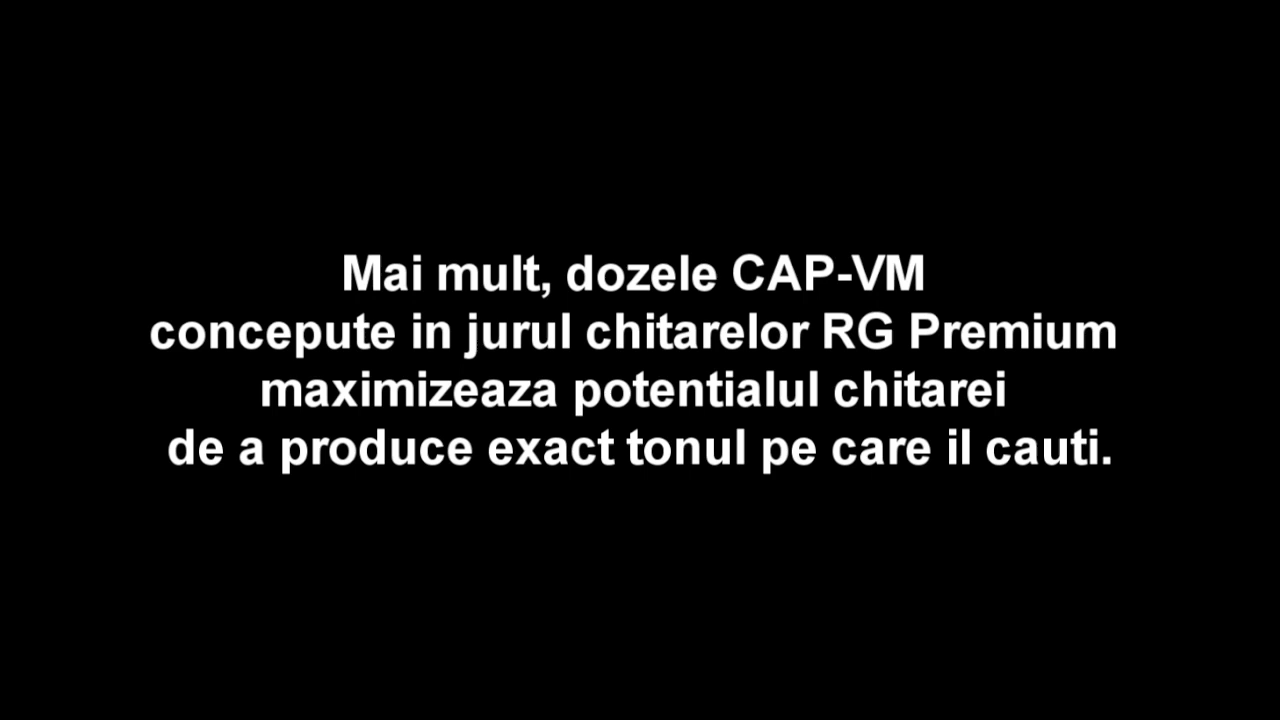 Mai mult, dozele CAP-VM
concepute in jurul chitarelor RG Premium
maximizeaza potentialul chitarei
de a produce exact tonul pe care il cauti.